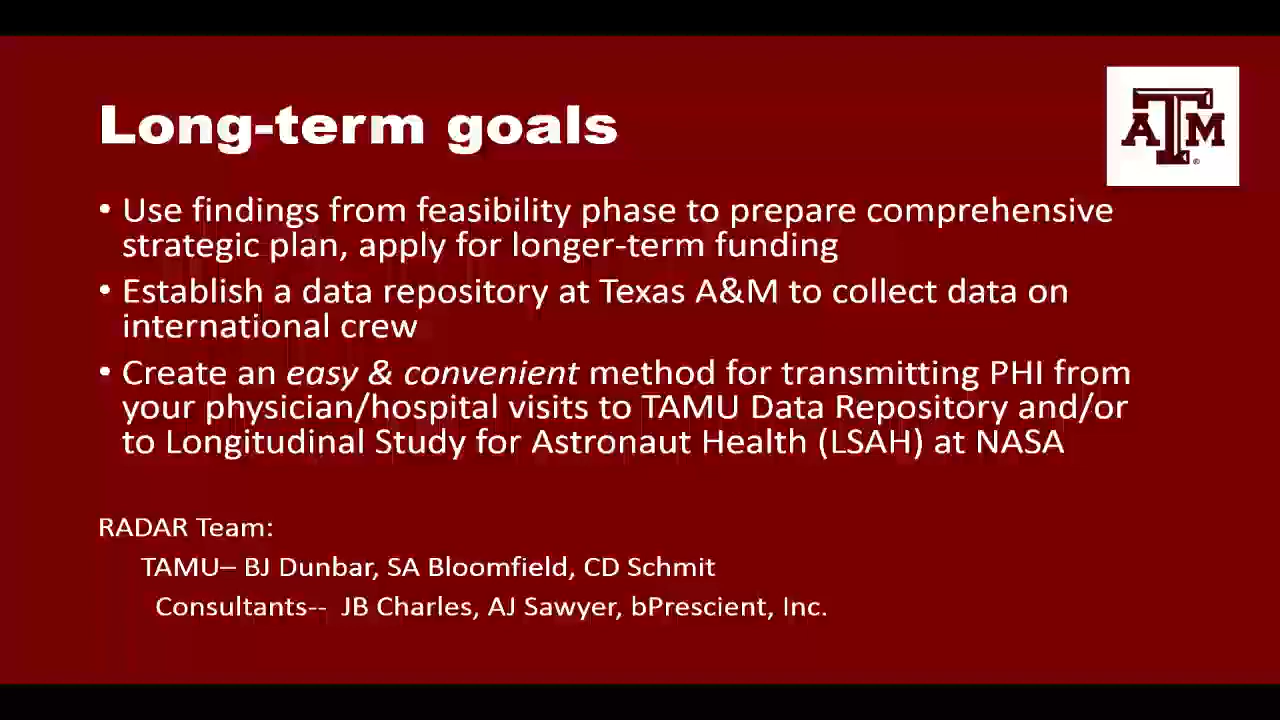 Long-term goals
ATM
• Use findings from feasibility phase to prepare comprehensive
strategic plan, apply for longer-term funding
• Establish a data repository at Texas A&M to collect data on
international crew
• Create an easy & convenient method for transmitting PHI from
your physician/hospital visits to TAMU Data Repository and/or
to Longitudinal Study for Astronaut Health (LSAH) at NASA
RADAR Team:
TAMU– BJ Dunbar, SA Bloomfield, CD Schmit
Consultants-- JB Charles, AJ Sawyer, bPrescient, Inc.